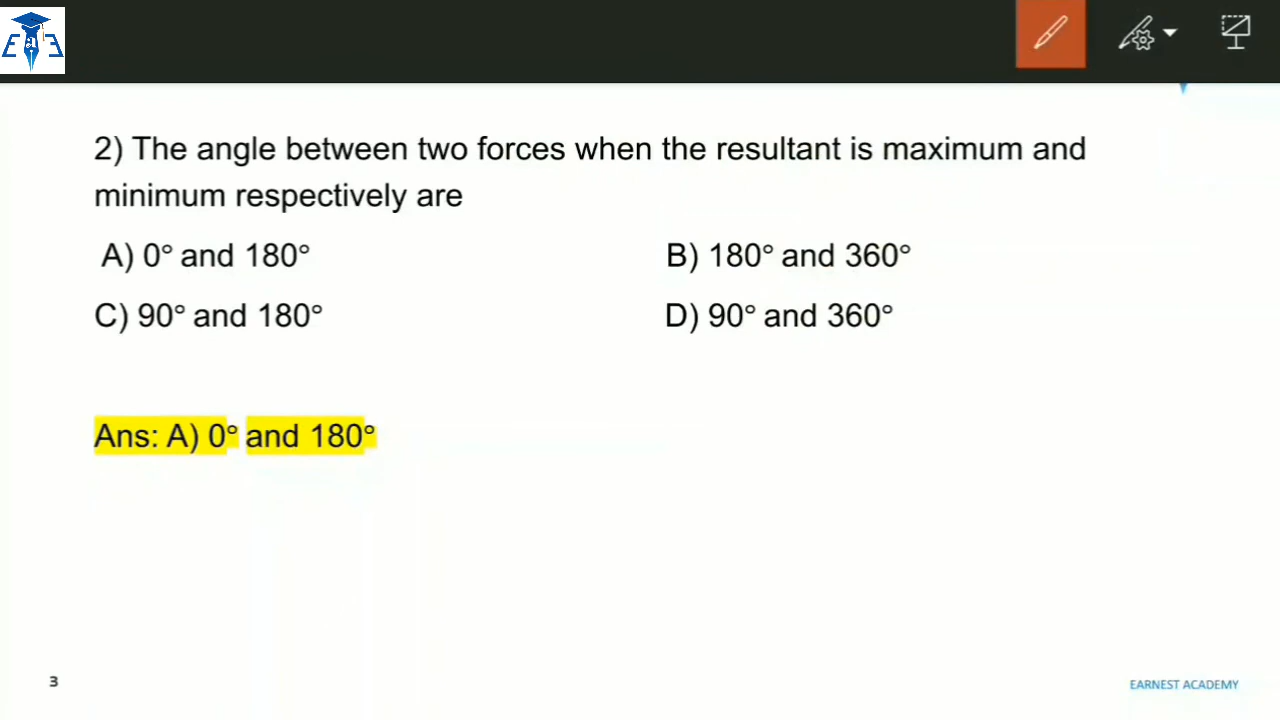 2) The angle between two forces when the resultant is maximum and
minimum respectively are
A) 0° and 180°
B) 180° and 360°
C) 90° and 180°
D) 90° and 360°
Ans: A) 0° and 180°
3
EARNEST ACADEMY